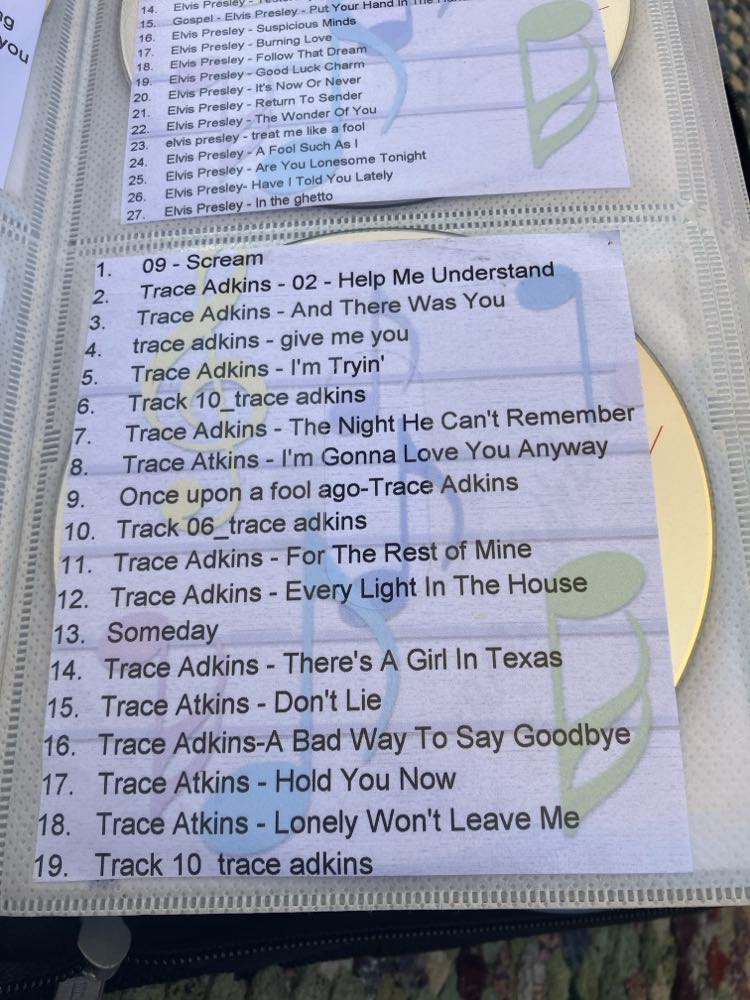 ng
you
14. Elvis Presley -
15. Gospel - Elvis Presley - Put Your Hand In The
16. Elvis Presley - Suspicious Minds
17. Elvis Presley - Burning Love
18. Elvis Presley - Follow That Dream
19. Elvis Presley - Good Luck Charm
20. Elvis Presley - It's Now Or Never
21. Elvis Presley - Return To Sender
22. Elvis Presley - The Wonder Of You
23. elvis presley - treat me like a fool
24. Elvis Presley - A Fool Such As I
25. Elvis Presley - Are You Lonesome Tonight
26. Elvis Presley- Have I Told You Lately
27. Elvis Presley - In the ghetto
1. 09 - Scream
2. Trace Adkins - 02 - Help Me Understand
3. Trace Adkins - And There Was You
4. trace adkins - give me you
5. Trace Adkins - I'm Tryin'
6. Track 10_trace adkins
7. Trace Adkins - The Night He Can't Remember
8. Trace Atkins - I'm Gonna Love You Anyway
9. Once upon a fool ago-Trace Adkins
10. Track 06_trace adkins
11. Trace Adkins - For The Rest of Mine
12. Trace Adkins - Every Light In The House
13. Someday
14. Trace Adkins - There's A Girl In Texas
15. Trace Atkins - Don't Lie
16. Trace Adkins-A Bad Way To Say Goodbye
17. Trace Atkins - Hold You Now
18. Trace Atkins - Lonely Won't Leave Me
19. Track 10 trace adkins